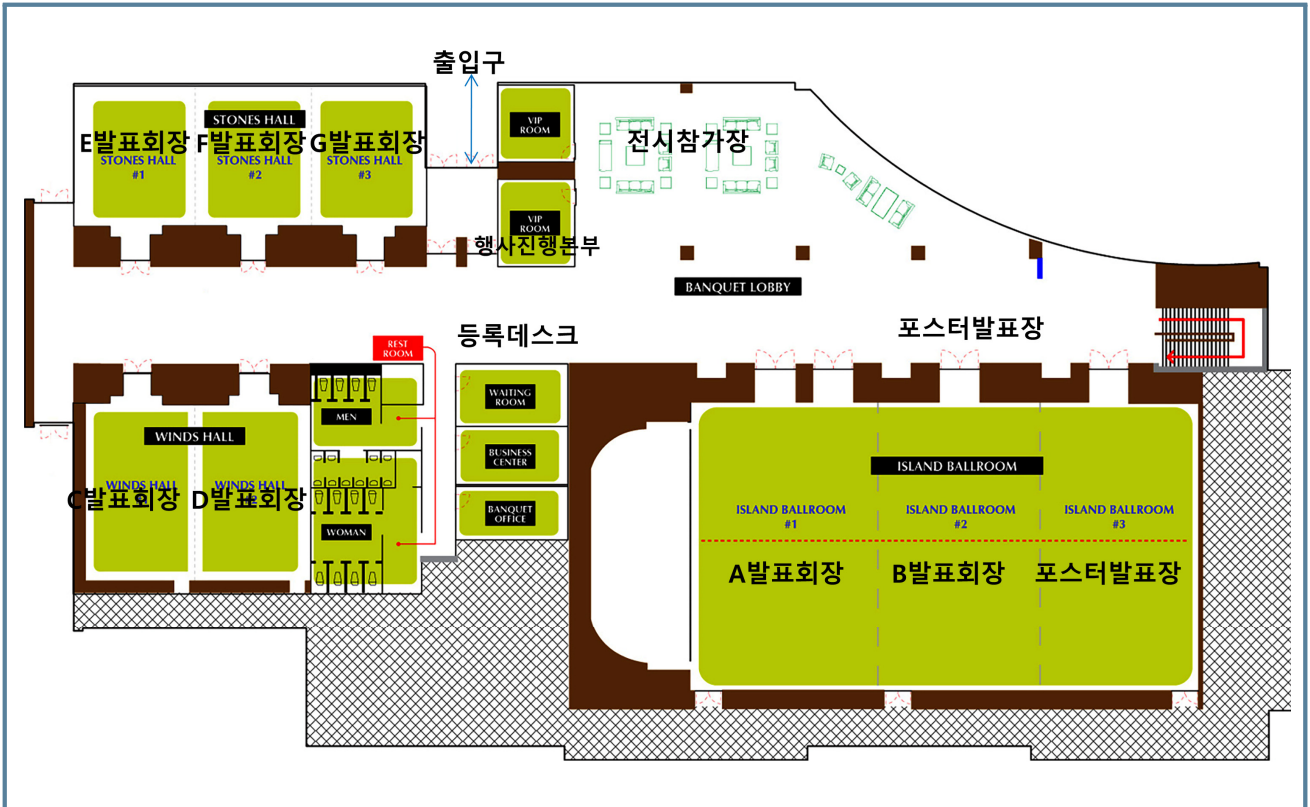 출입구
STONES HALL
E발표회장
F발표회장
G발표회장
STONES HALL
#1
STONES HALL
#2
STONES HALL
#3
VIP
ROOM
전시참가장
VIP
ROOM
행사진행본부
BANQUET LOBBY
등록데스크
포스터발표장
REST
ROOM
MEN
WAITING
ROOM
WINDS HALL
BUSINESS
CENTER
ISLAND BALLROOM
WINDS HALL
C발표회장
WINDS HALL
D발표회장
BANQUET
OFFICE
WOMAN
ISLAND BALLROOM
#1
ISLAND BALLROOM
#2
ISLAND BALLROOM
#3
A발표회장
B발표회장
포스터발표장